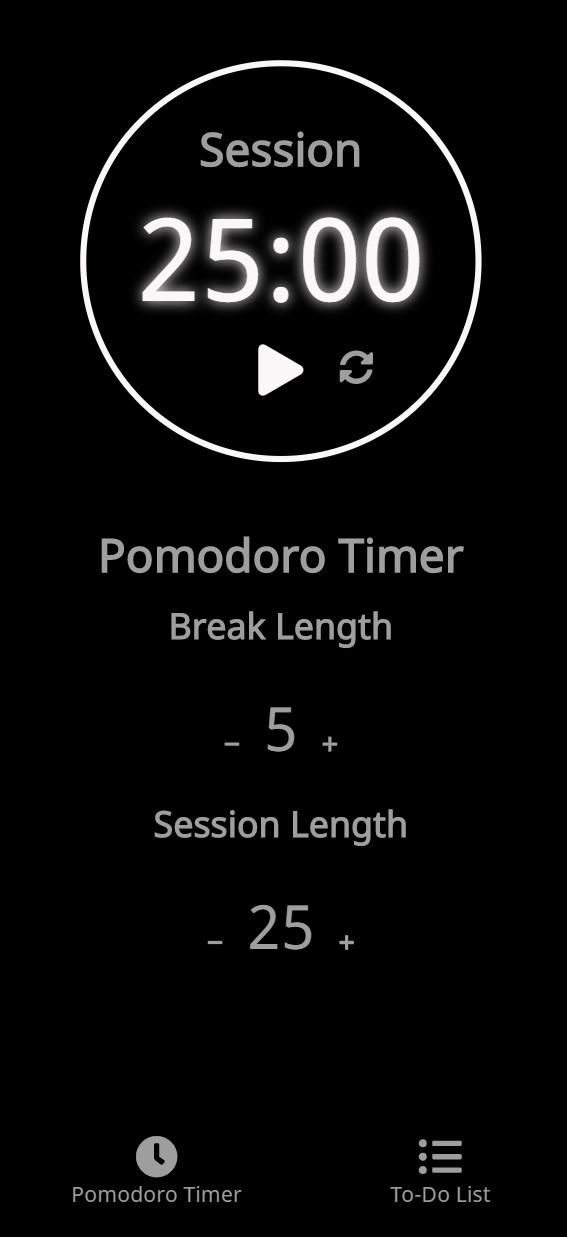 Session
25:00
Pomodoro Timer
Break Length
– 5 +
Session Length
– 25 +
Pomodoro Timer
To-Do List